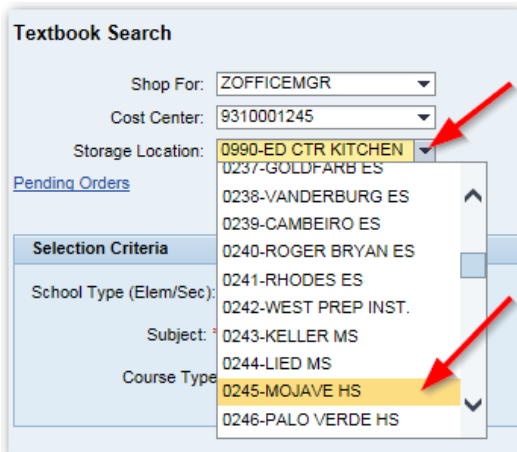 Textbook Search
Shop For: ZOFFICEMGR
Cost Center: 9310001245
Storage Location: 0990-ED CTR KITCHEN
0237-GOLDFARB ES
Pending Orders
0238-VANDERBURG ES
0239-CAMBEIRO ES
Selection Criteria
0240-ROGER BRYAN ES
0241-RHODES ES
School Type (Elem/Sec):
0242-WEST PREP INST.
Subject: *
0243-KELLER MS
0244-LIED MS
Course Type
0245-MOJAVE HS
0246-PALO VERDE HS